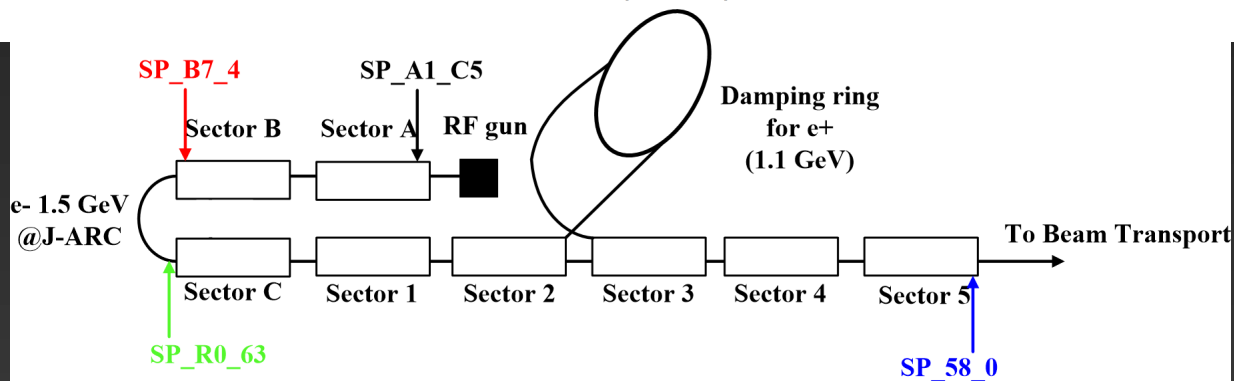 SP_B7_4
SP_A1_C5
Damping ring
for e+
(1.1 GeV)
Sector B
Sector A
RF gun
e- 1.5 GeV
@J-ARC
To Beam Transport
Sector C
Sector 1
Sector 2
Sector 3
Sector 4
Sector 5
SP_R0_63
SP_58_0